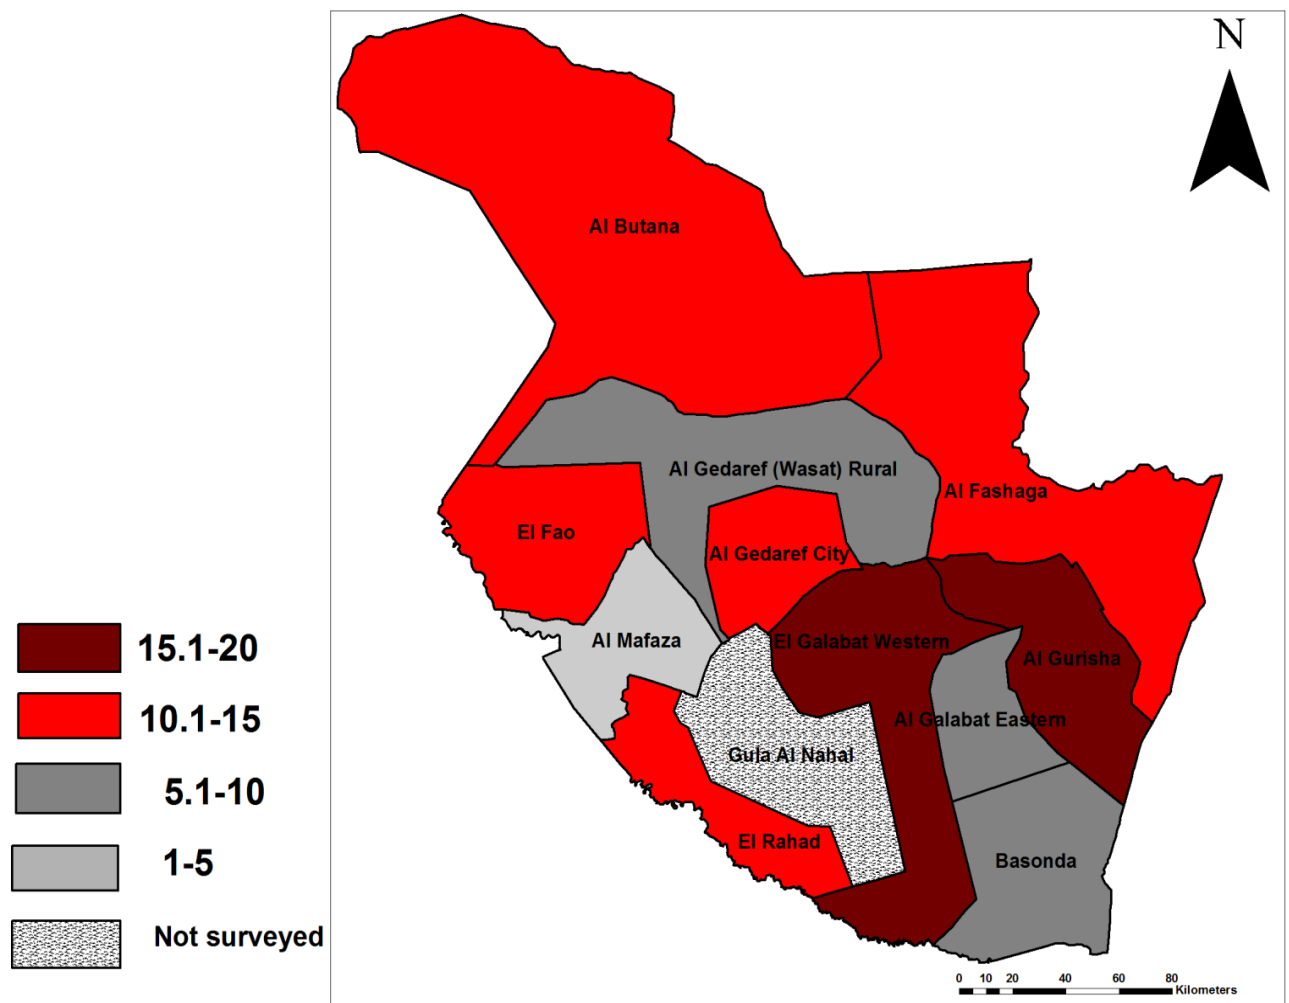 N
Al Butana
Al Gedaref (Wasat) Rural
Al Fashaga
El Fao
Al Gedaref City
Al Mafaza
El Galabat Western
Al Gurisha
Al Galabat Eastern
Gula Al Nahal
El Rahad
Basonda
15.1-20
10.1-15
5.1-10
1-5
Not surveyed
0 10 20 40 60 80
Kilometers